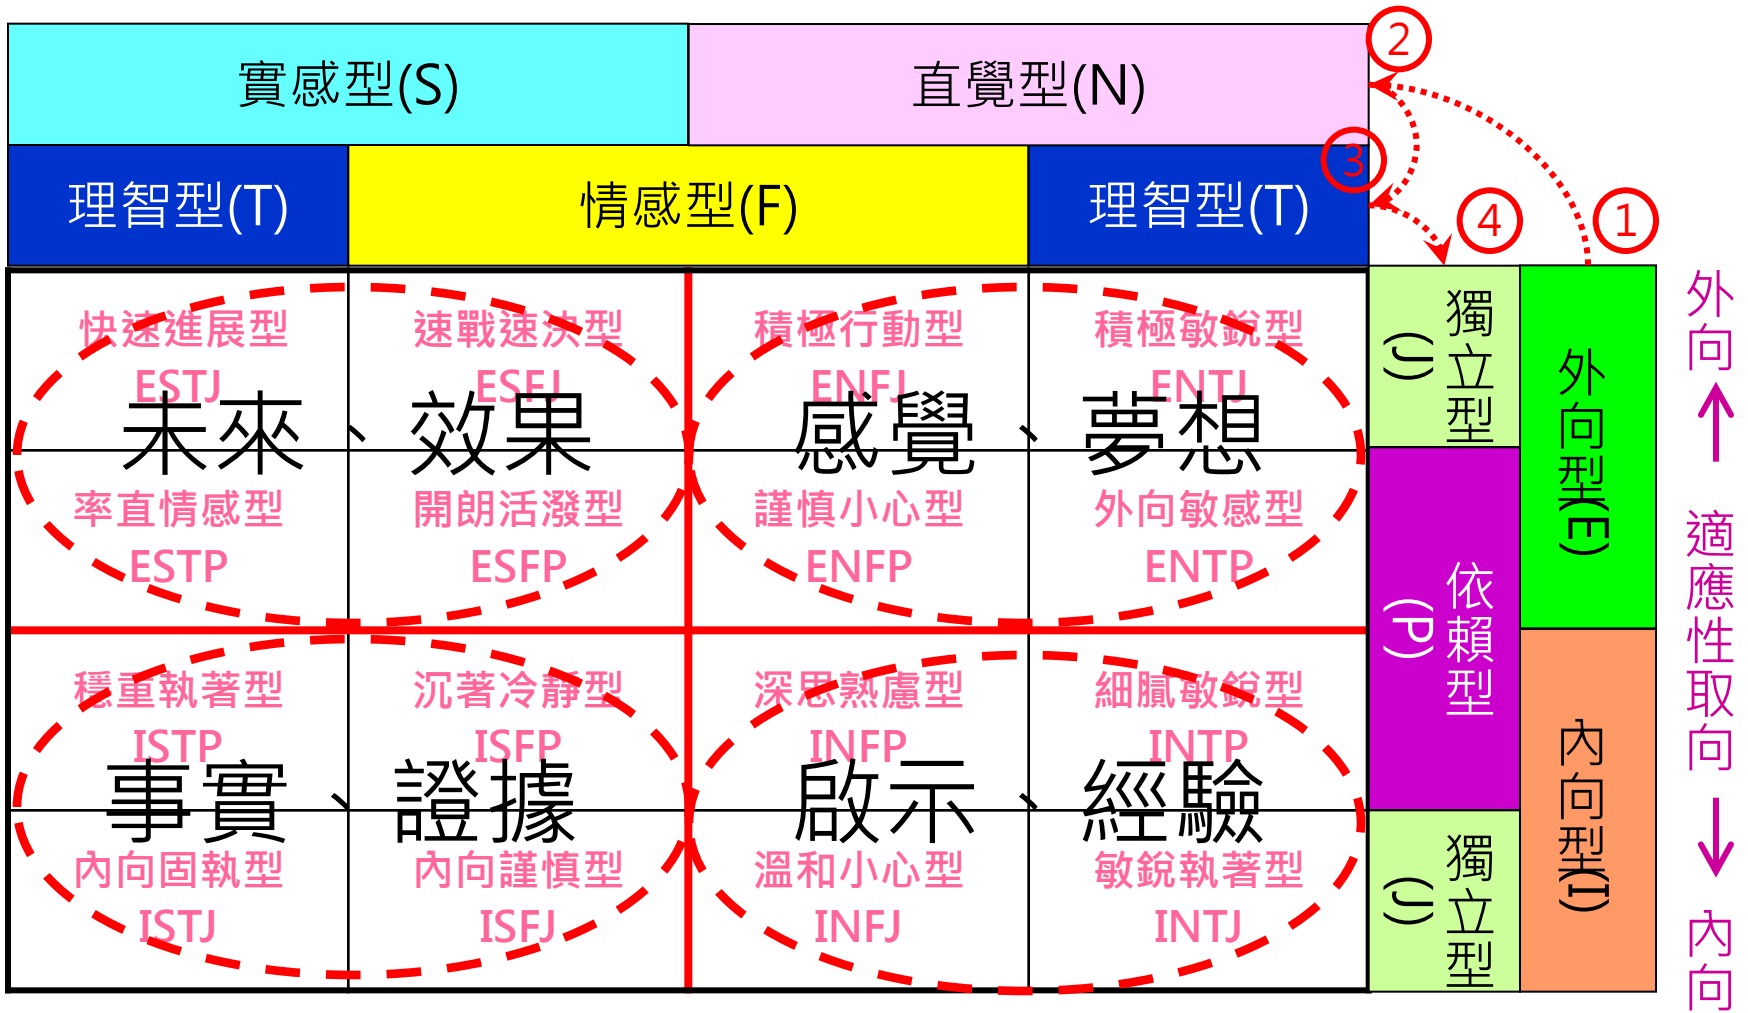 實感型(S)
直覺型(N)
②
理智型(T)
情感型(F)
理智型(T)
③
④
①
快速進展型
ESTJ
速戰速決型
ESFJ
積極行動型
ENFJ
積極敏銳型
ENTJ
未來、效果
感覺、夢想
率直情感型
ESTP
開朗活潑型
ESFP
謹慎小心型
ENFP
外向敏感型
ENTP
穩重執著型
ISTP
沉著冷靜型
ISFP
深思熟慮型
INFP
細膩敏銳型
INTP
事實、證據
啟示、經驗
內向固執型
ISTJ
內向謹慎型
ISFJ
溫和小心型
INFJ
敏銳執著型
INTJ
獨立型
(J)
依賴型
(P)
獨立型
(J)
外向型(E)
內向型(I)
外向
適應性取向
內向